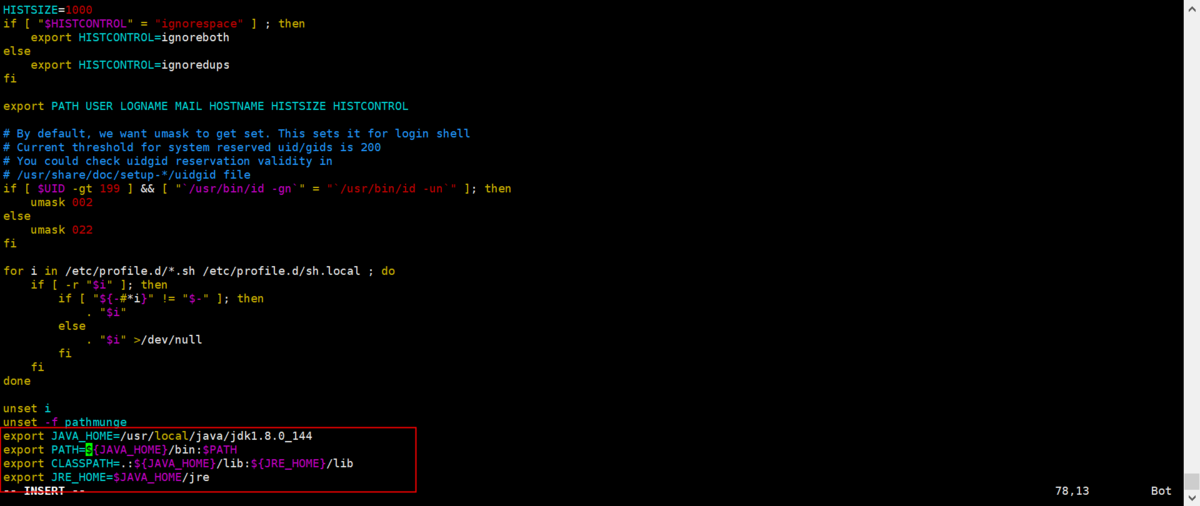 HISTSIZE=1000
if [ "$HISTCONTROL" = "ignorespace" ] ; then
    export HISTCONTROL=ignoreboth
else
    export HISTCONTROL=ignoredups
fi

export PATH USER LOGNAME MAIL HOSTNAME HISTSIZE HISTCONTROL

# By default, we want umask to get set. This sets it for login shell
# Current threshold for system reserved uid/gids is 200
# You could check uidgid reservation validity in
# /usr/share/doc/setup-*/uidgid file
if [ $UID -gt 199 ] && [ "`/usr/bin/id -gn`" = "`/usr/bin/id -un`" ]; then
    umask 002
else
    umask 022
fi

for i in /etc/profile.d/*.sh /etc/profile.d/sh.local ; do
    if [ -r "$i" ]; then
        if [ "${-#*i}" != "$-" ]; then
            . "$i"
        else
            . "$i" >/dev/null
        fi
    fi
done

unset i
unset -f pathmunge
export JAVA_HOME=/usr/local/java/jdk1.8.0_144
export PATH=${JAVA_HOME}/bin:$PATH
export CLASSPATH=.:${JAVA_HOME}/lib:${JRE_HOME}/lib
export JRE_HOME=$JAVA_HOME/jre
-- INSERT -- 78,13 Bot